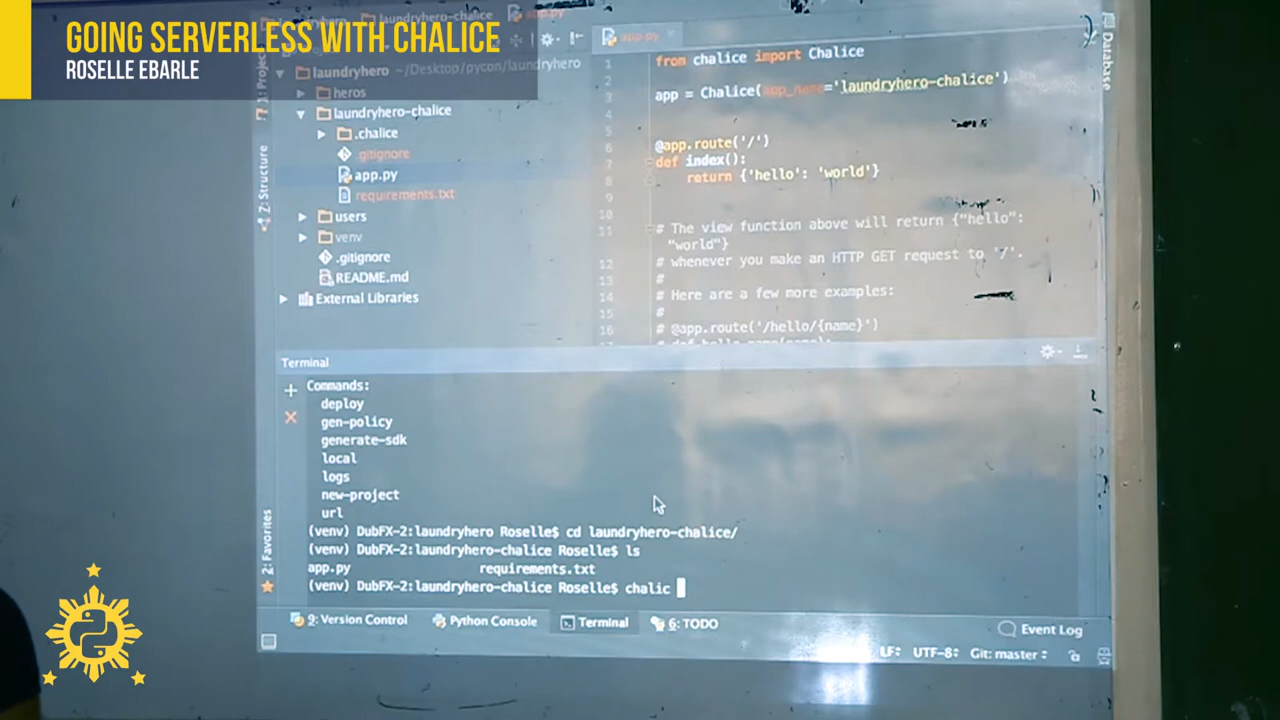 GOING SERVERLESS WITH CHALICE
ROSELLE EBARLE
laundryhero-chalice
app.py
laundryhero ~/Desktop/pycon/laundryhero
heros
laundryhero-chalice
.chalice
.gitignore
app.py
requirements.txt
users
venv
.gitignore
README.md
External Libraries
Z: Structure
2: Favorites
Database
app.py
1 from chalice import Chalice
2
3 app = Chalice(app_name='laundryhero-chalice')
4
5
6 @app.route('/')
7 def index():
8 return {'hello': 'world'}
9
10
11 # The view function above will return {"hello":
"world"}
12 # whenever you make an HTTP GET request to '/'.
13 #
14 # Here are a few more examples:
15 #
16 # @app.route('/hello/{name}')
Terminal
Commands:
deploy
gen-policy
generate-sdk
local
logs
new-project
url
(venv) DubFX-2:laundryhero Roselle$ cd laundryhero-chalice/
(venv) DubFX-2:laundryhero-chalice Roselle$ ls
app.py requirements.txt
(venv) DubFX-2:laundryhero-chalice Roselle$ chalic
9: Version Control Python Console Terminal 6: TODO Event Log
LF UTF-8 Git: master